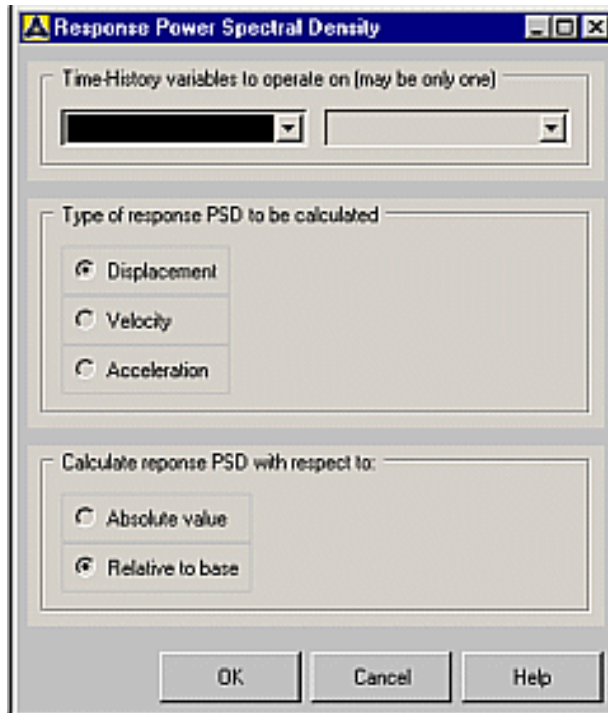 Response Power Spectral Density
Time-History variables to operate on (may be only one)
Type of response PSD to be calculated
Displacement
Velocity
Acceleration
Calculate reponse PSD with respect to:
Absolute value
Relative to base
OK Cancel Help